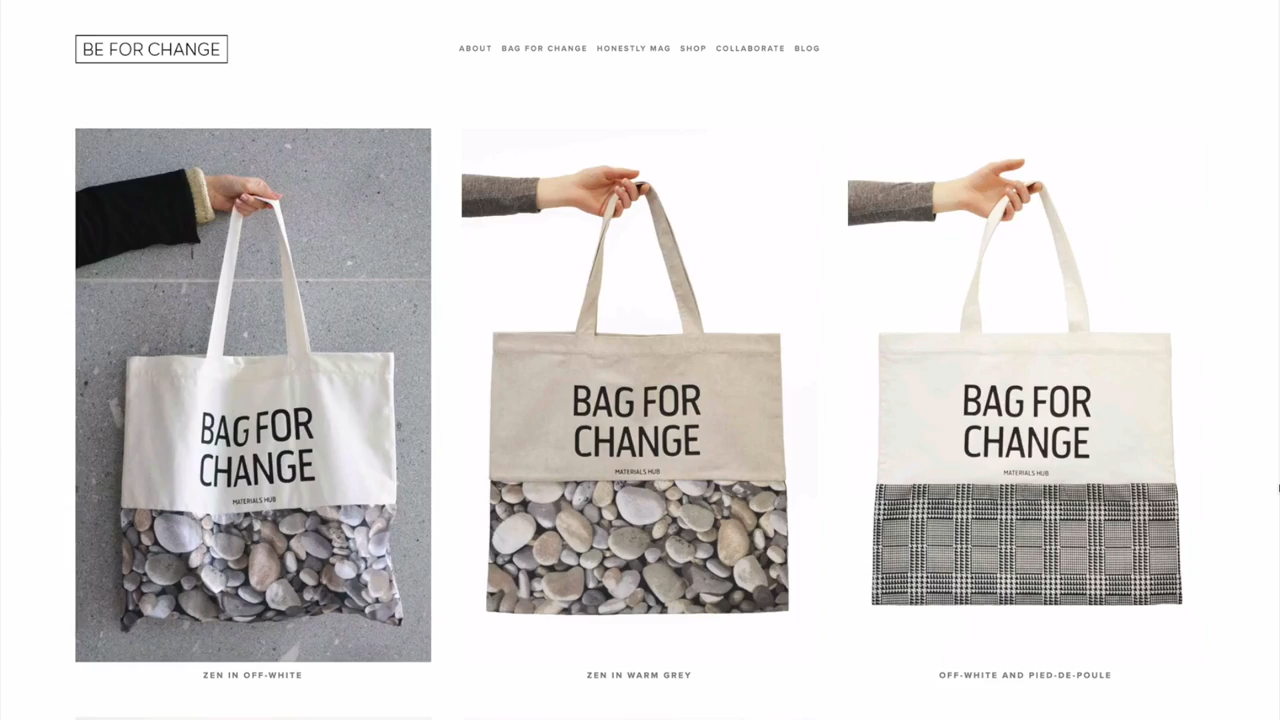 BE FOR CHANGE
ABOUT BAG FOR CHANGE HONESTLY MAG SHOP COLLABORATE BLOG
BAG FOR
CHANGE
MATERIALS HUB
ZEN IN OFF-WHITE
BAG FOR
CHANGE
MATERIALS HUB
ZEN IN WARM GREY
BAG FOR
CHANGE
MATERIALS HUB
OFF-WHITE AND PIED-DE-POULE